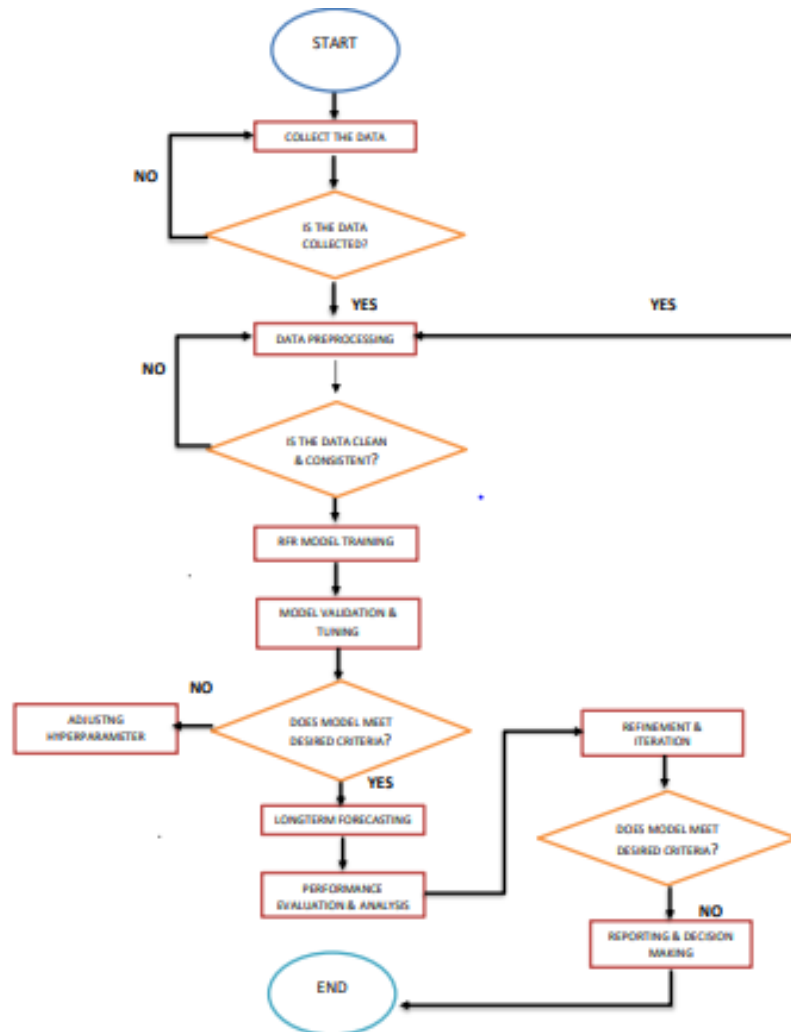 START
COLLECT THE DATA
NO
IS THE DATA
COLLECTED?
YES
YES
DATA PREPROCESSING
NO
IS THE DATA CLEAN
& CONSISTENT?
RFR MODEL TRAINING
MODEL VALIDATION &
TUNING
NO
ADJUSTNG
HYPERPARAMETER
DOES MODEL MEET
DESIRED CRITERIA?
YES
LONGTERM FORECASTING
PERFORMANCE
EVALUATION & ANALYSIS
REFINEMENT &
ITERATION
DOES MODEL MEET
DESIRED CRITERIA?
NO
REPORTING & DECISION
MAKING
END